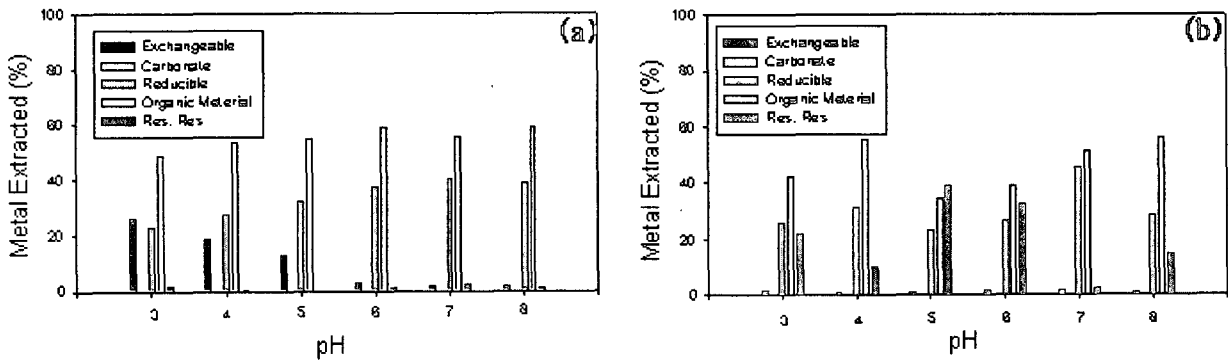 100
80
60
40
20
0
Metal Extracted (%)
Exchangeable
Carbonate
Reducible
Organic Material
Res. Res
(a)
3 4 5 6 7 8
pH
100
80
60
40
20
0
Metal Extracted (%)
Exchangeable
Carbonate
Reducible
Organic Material
Res. Res
(b)
3 4 5 6 7 8
pH